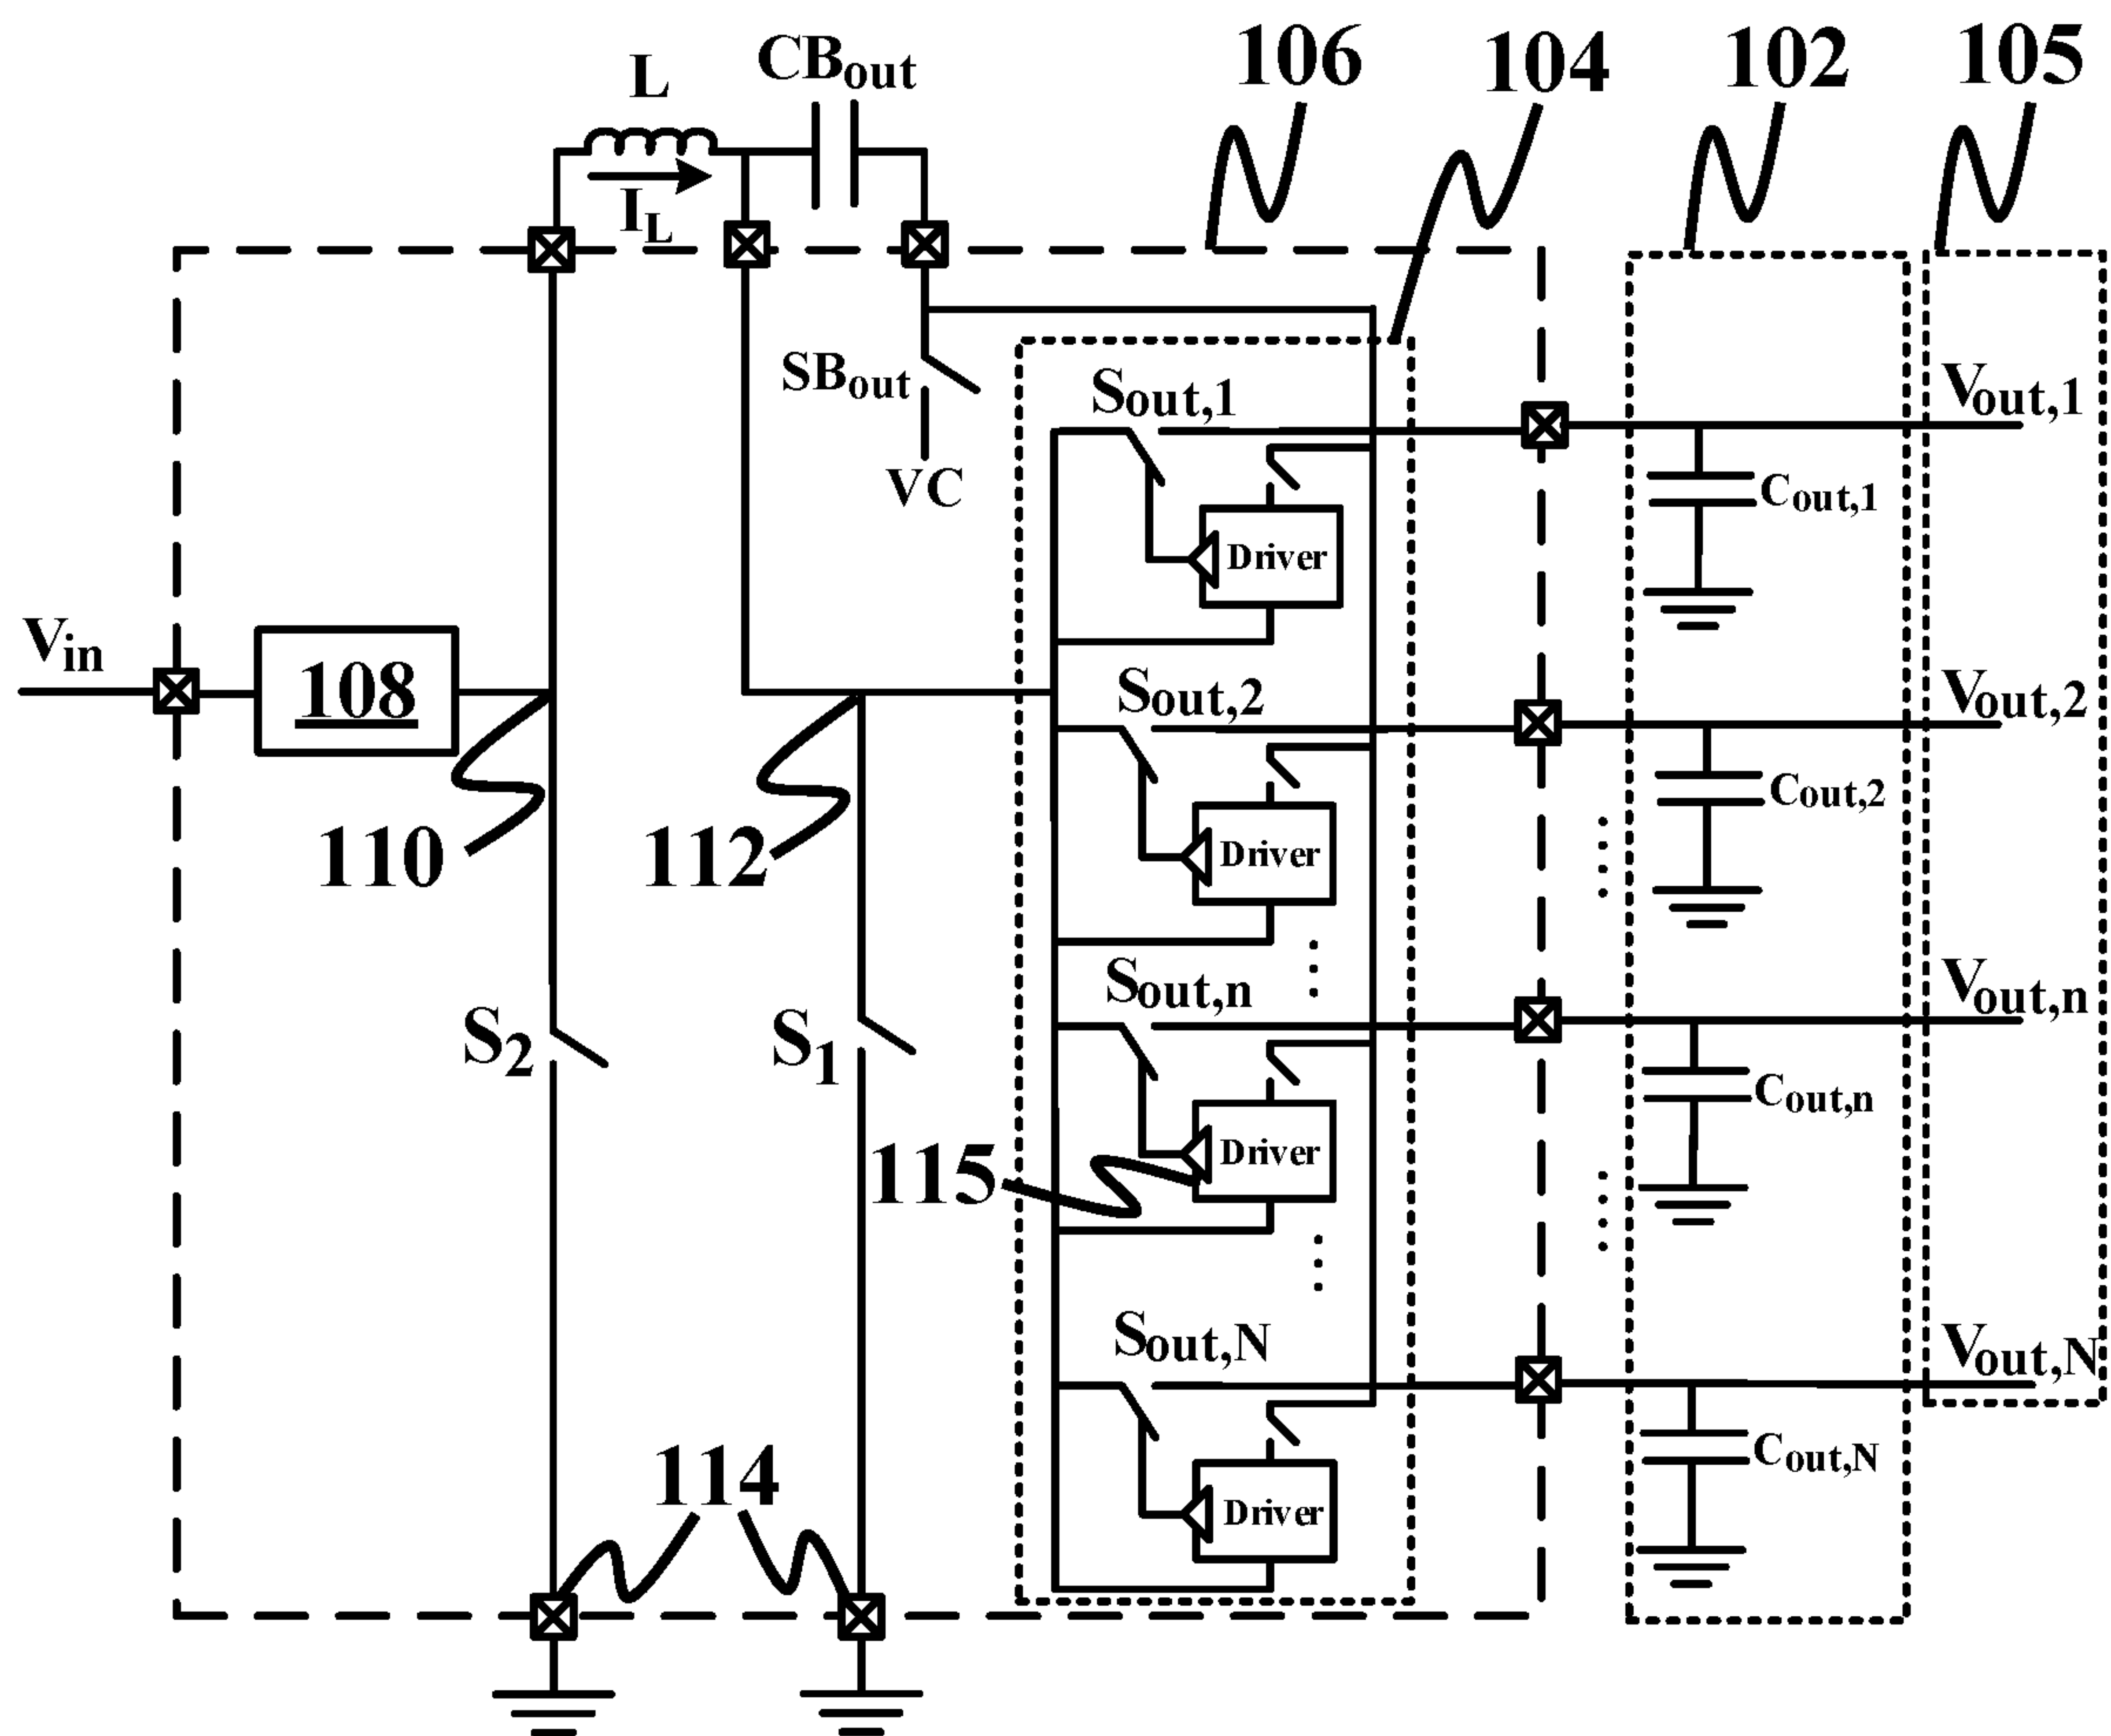 106
104
102
105
L
CBout
IL
SBout
VC
Sout,1
Vout,1
Cout,1
Driver
Vin
108
Sout,2
Vout,2
Cout,2
110
112
Driver
Sout,n
Vout,n
S2
S1
Cout,n
115
Driver
Sout,N
Vout,N
114
Cout,N
Driver